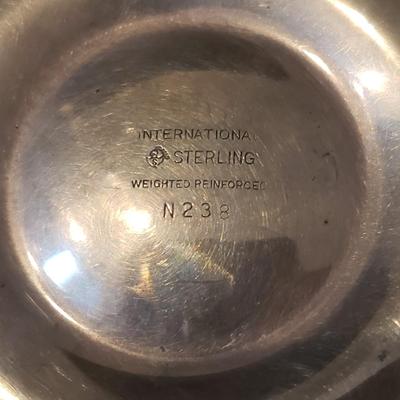 INTERNATIONAL
STERLING
WEIGHTED REINFORCED
N238